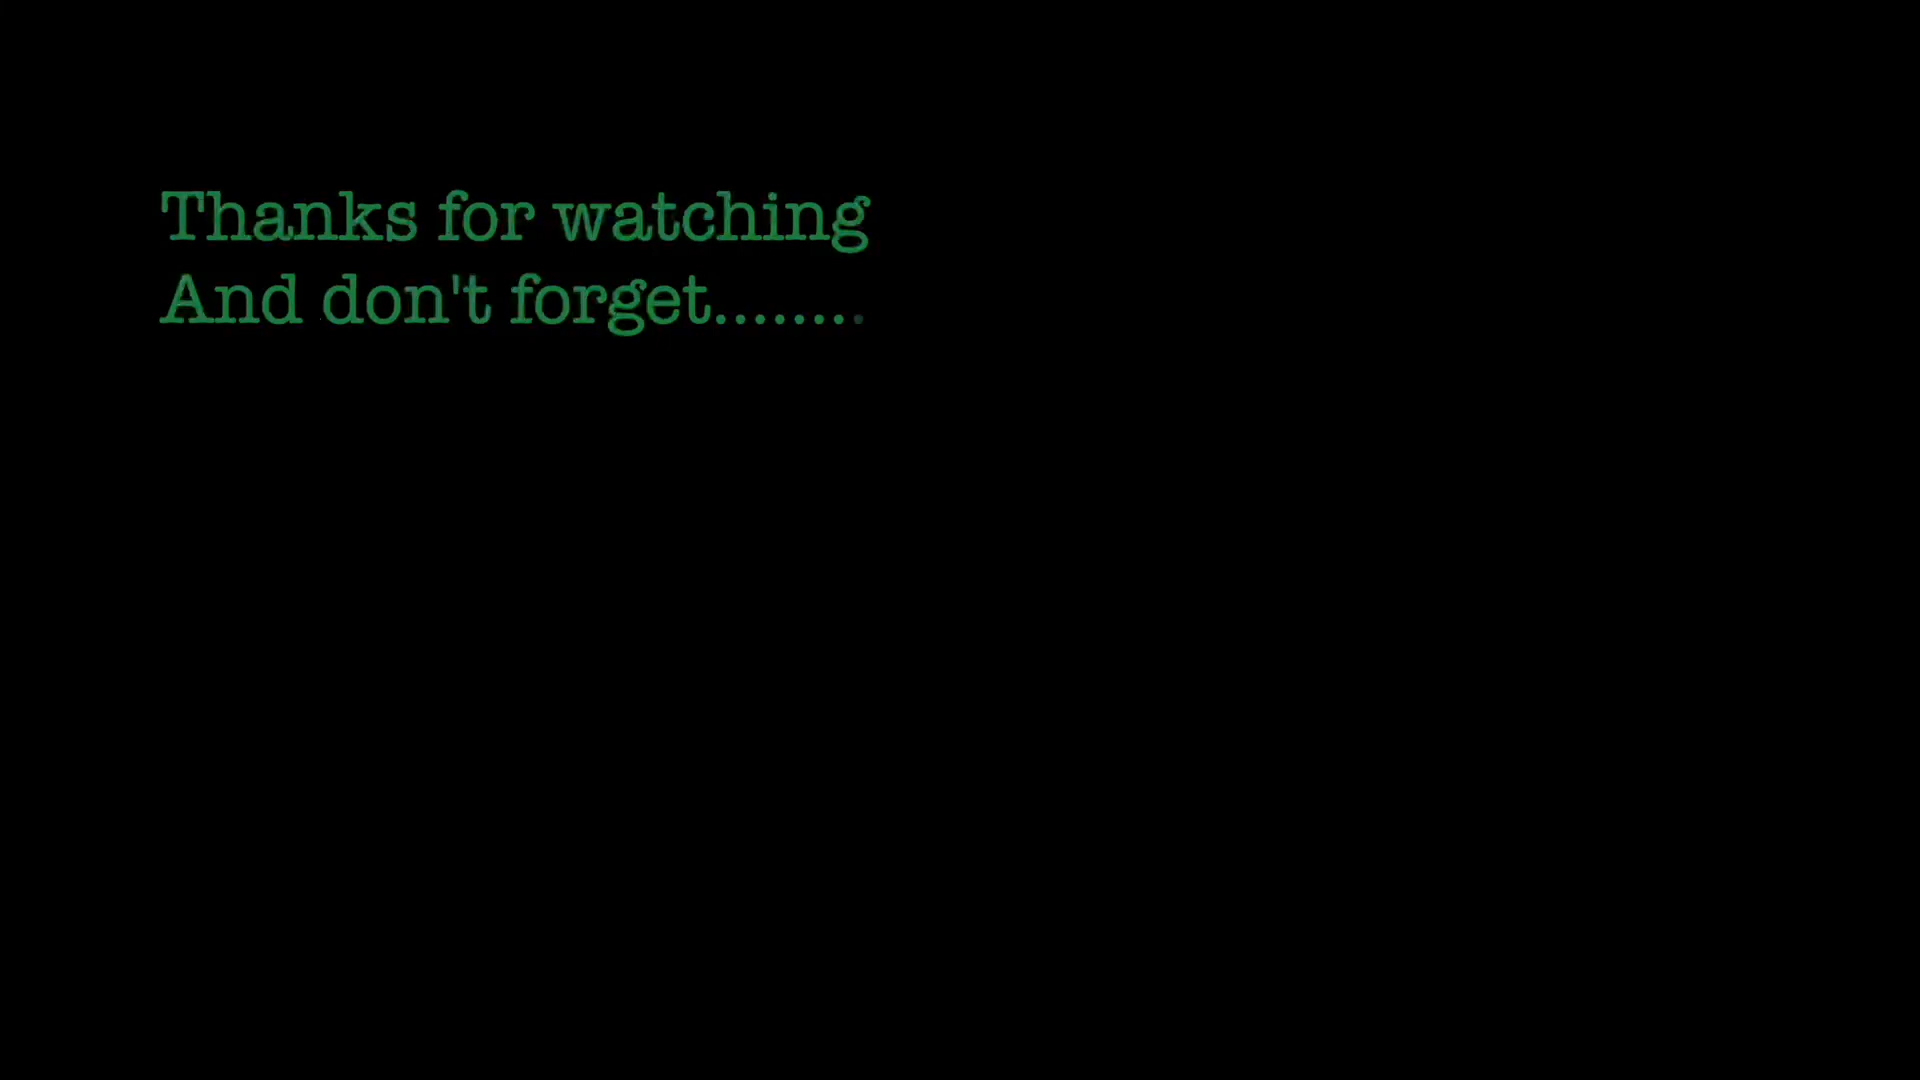 Thanks for watching
And don't forget........